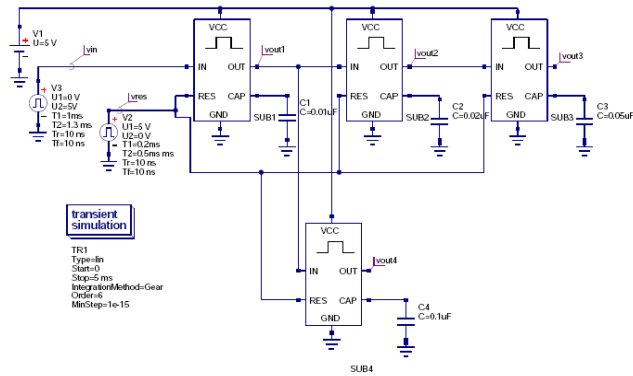 V1
U=5 V
vin
V3
U1=0 V
U2=5V
T1=1ms
T2=1.3 ms
Tr=10 ns
Tf=10 ns
vres
V2
U1=5 V
U2=0 V
T1=0.2ms
T2=0.5ms ms
Tr=10 ns
Tf=10 ns
VCC
IN OUT
RES CAP
GND
SUB1
vout1
C1
C=0.01uF
VCC
IN OUT
RES CAP
GND
SUB2
vout2
C2
C=0.02uF
VCC
IN OUT
RES CAP
GND
SUB3
vout3
C3
C=0.05uF
transient
simulation
TR1
Type=lin
Start=0
Stop=5 ms
IntegrationMethod=Gear
Order=6
MinStep=1e-15
VCC
IN OUT
RES CAP
GND
vout4
C4
C=0.1uF
SUB4